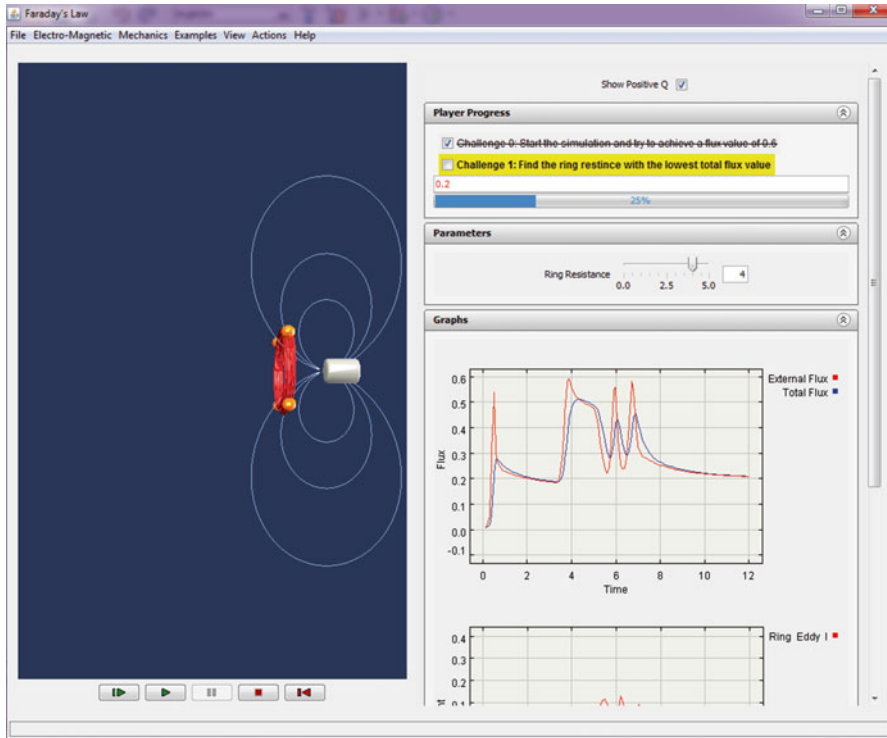 Faraday's Law
File Electro-Magnetic Mechanics Examples View Actions Help
Show Positive Q
Player Progress
Challenge 0: Start the simulation and try to achieve a flux value of 0.6
Challenge 1: Find the ring restince with the lowest total flux value
0.2
25%
Parameters
Ring Resistance
4
0.0 2.5 5.0
Graphs
External Flux
Total Flux
0.6
0.5
0.4
0.3
0.2
0.1
0.0
-0.1
Flux
0 2 4 6 8 10 12
Time
Ring Eddy I
0.4
0.3
0.2
0.1